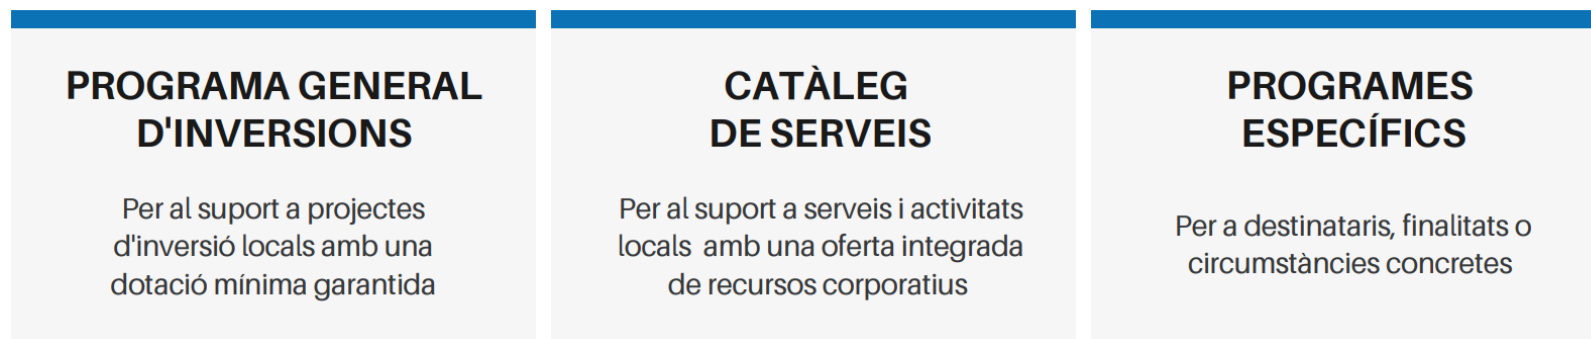 PROGRAMA GENERAL
D'INVERSIONS
Per al suport a projectes
d'inversió locals amb una
dotació mínima garantida
CATÀLEG
DE SERVEIS
Per al suport a serveis i activitats
locals amb una oferta integrada
de recursos corporatius
PROGRAMES
ESPECÍFICS
Per a destinataris, finalitats o
circumstàncies concretes